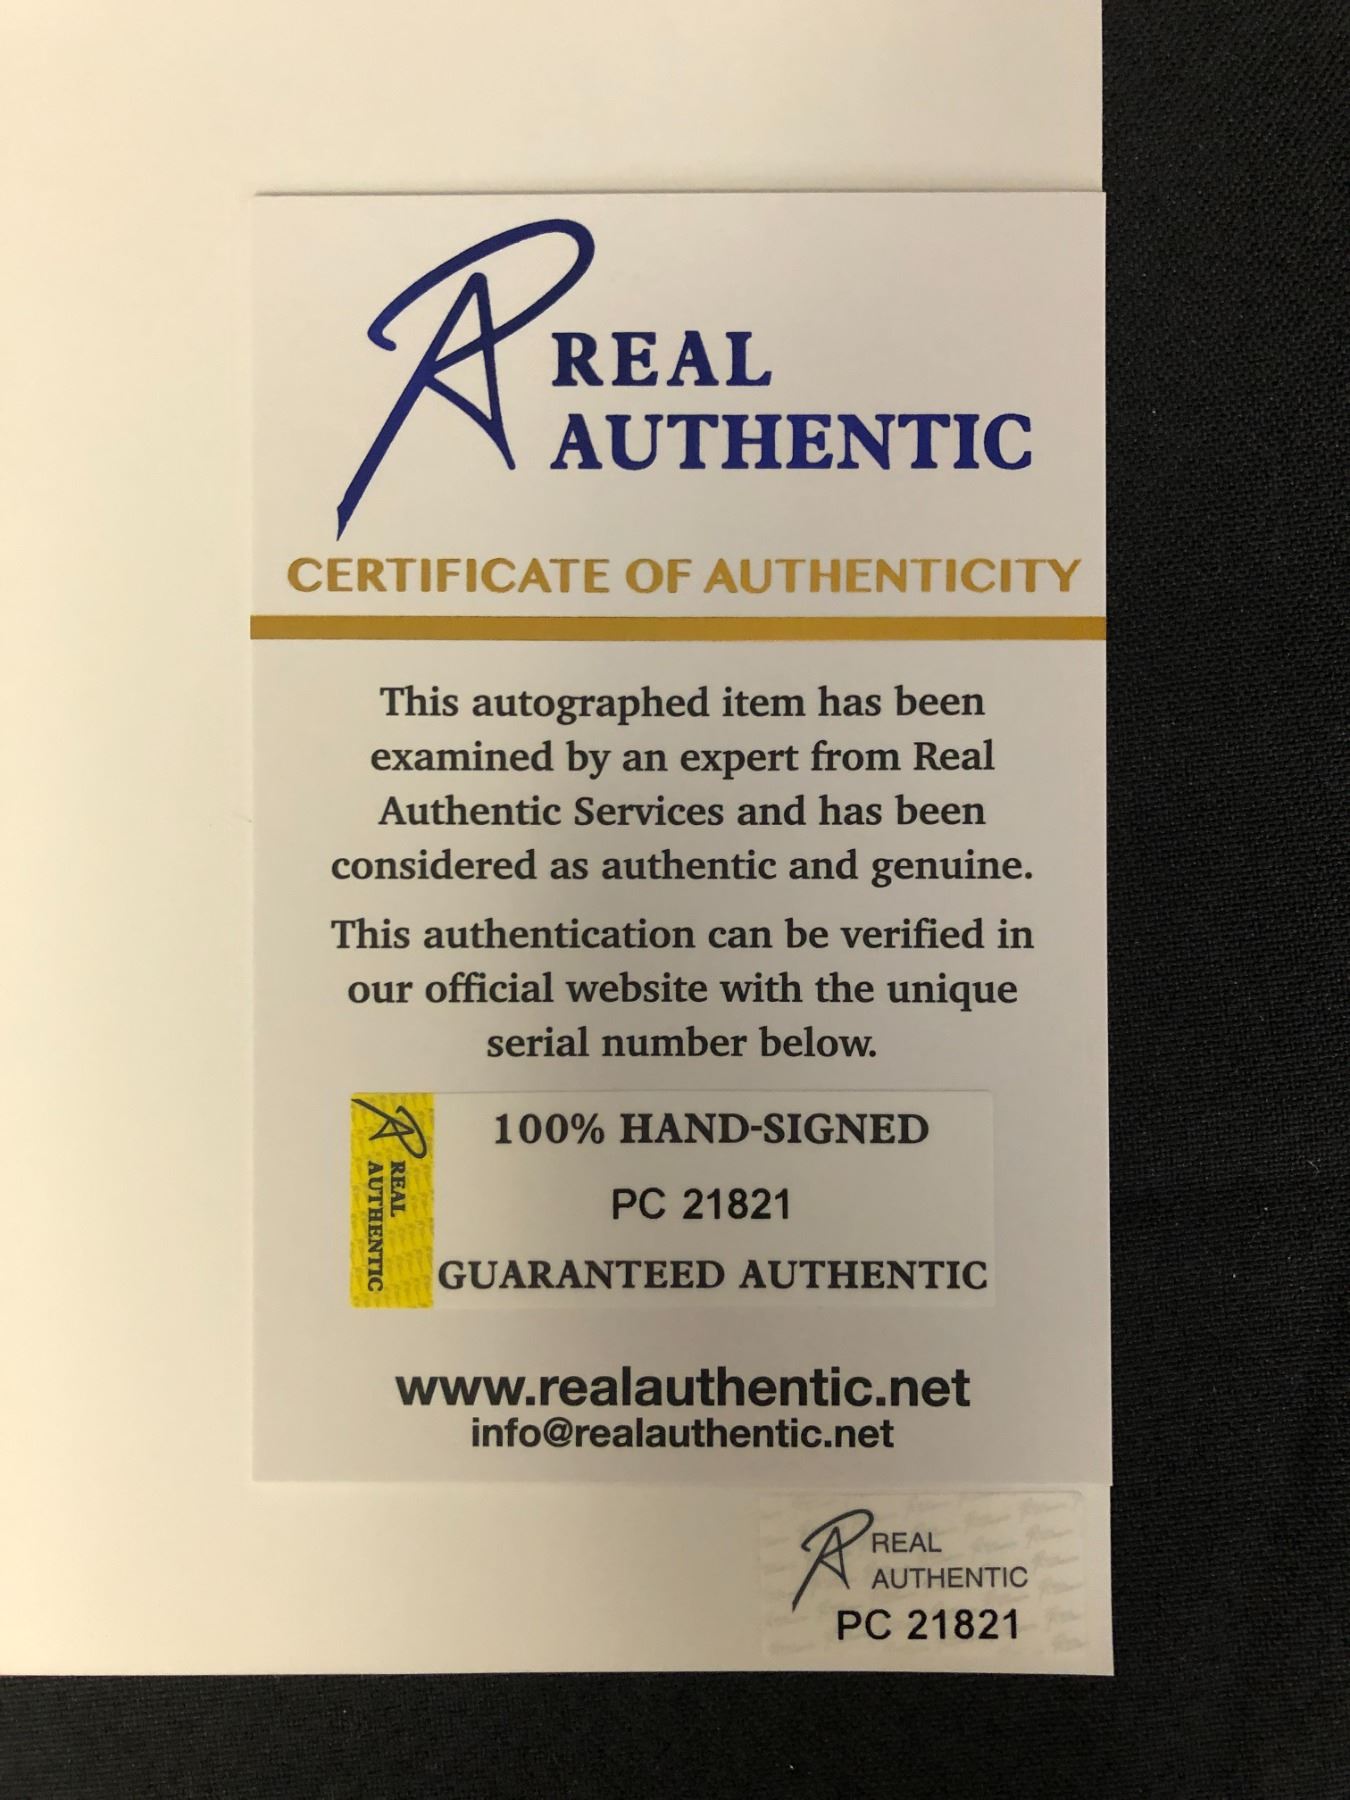 REAL
AUTHENTIC
CERTIFICATE OF AUTHENTICITY
This autographed item has been
examined by an expert from Real
Authentic Services and has been
considered as authentic and genuine.
This authentication can be verified in
our official website with the unique
serial number below.
REAL
AUTHENTIC
100% HAND-SIGNED
PC 21821
GUARANTEED AUTHENTIC
www.realauthentic.net
info@realauthentic.net
REAL
AUTHENTIC
PC 21821